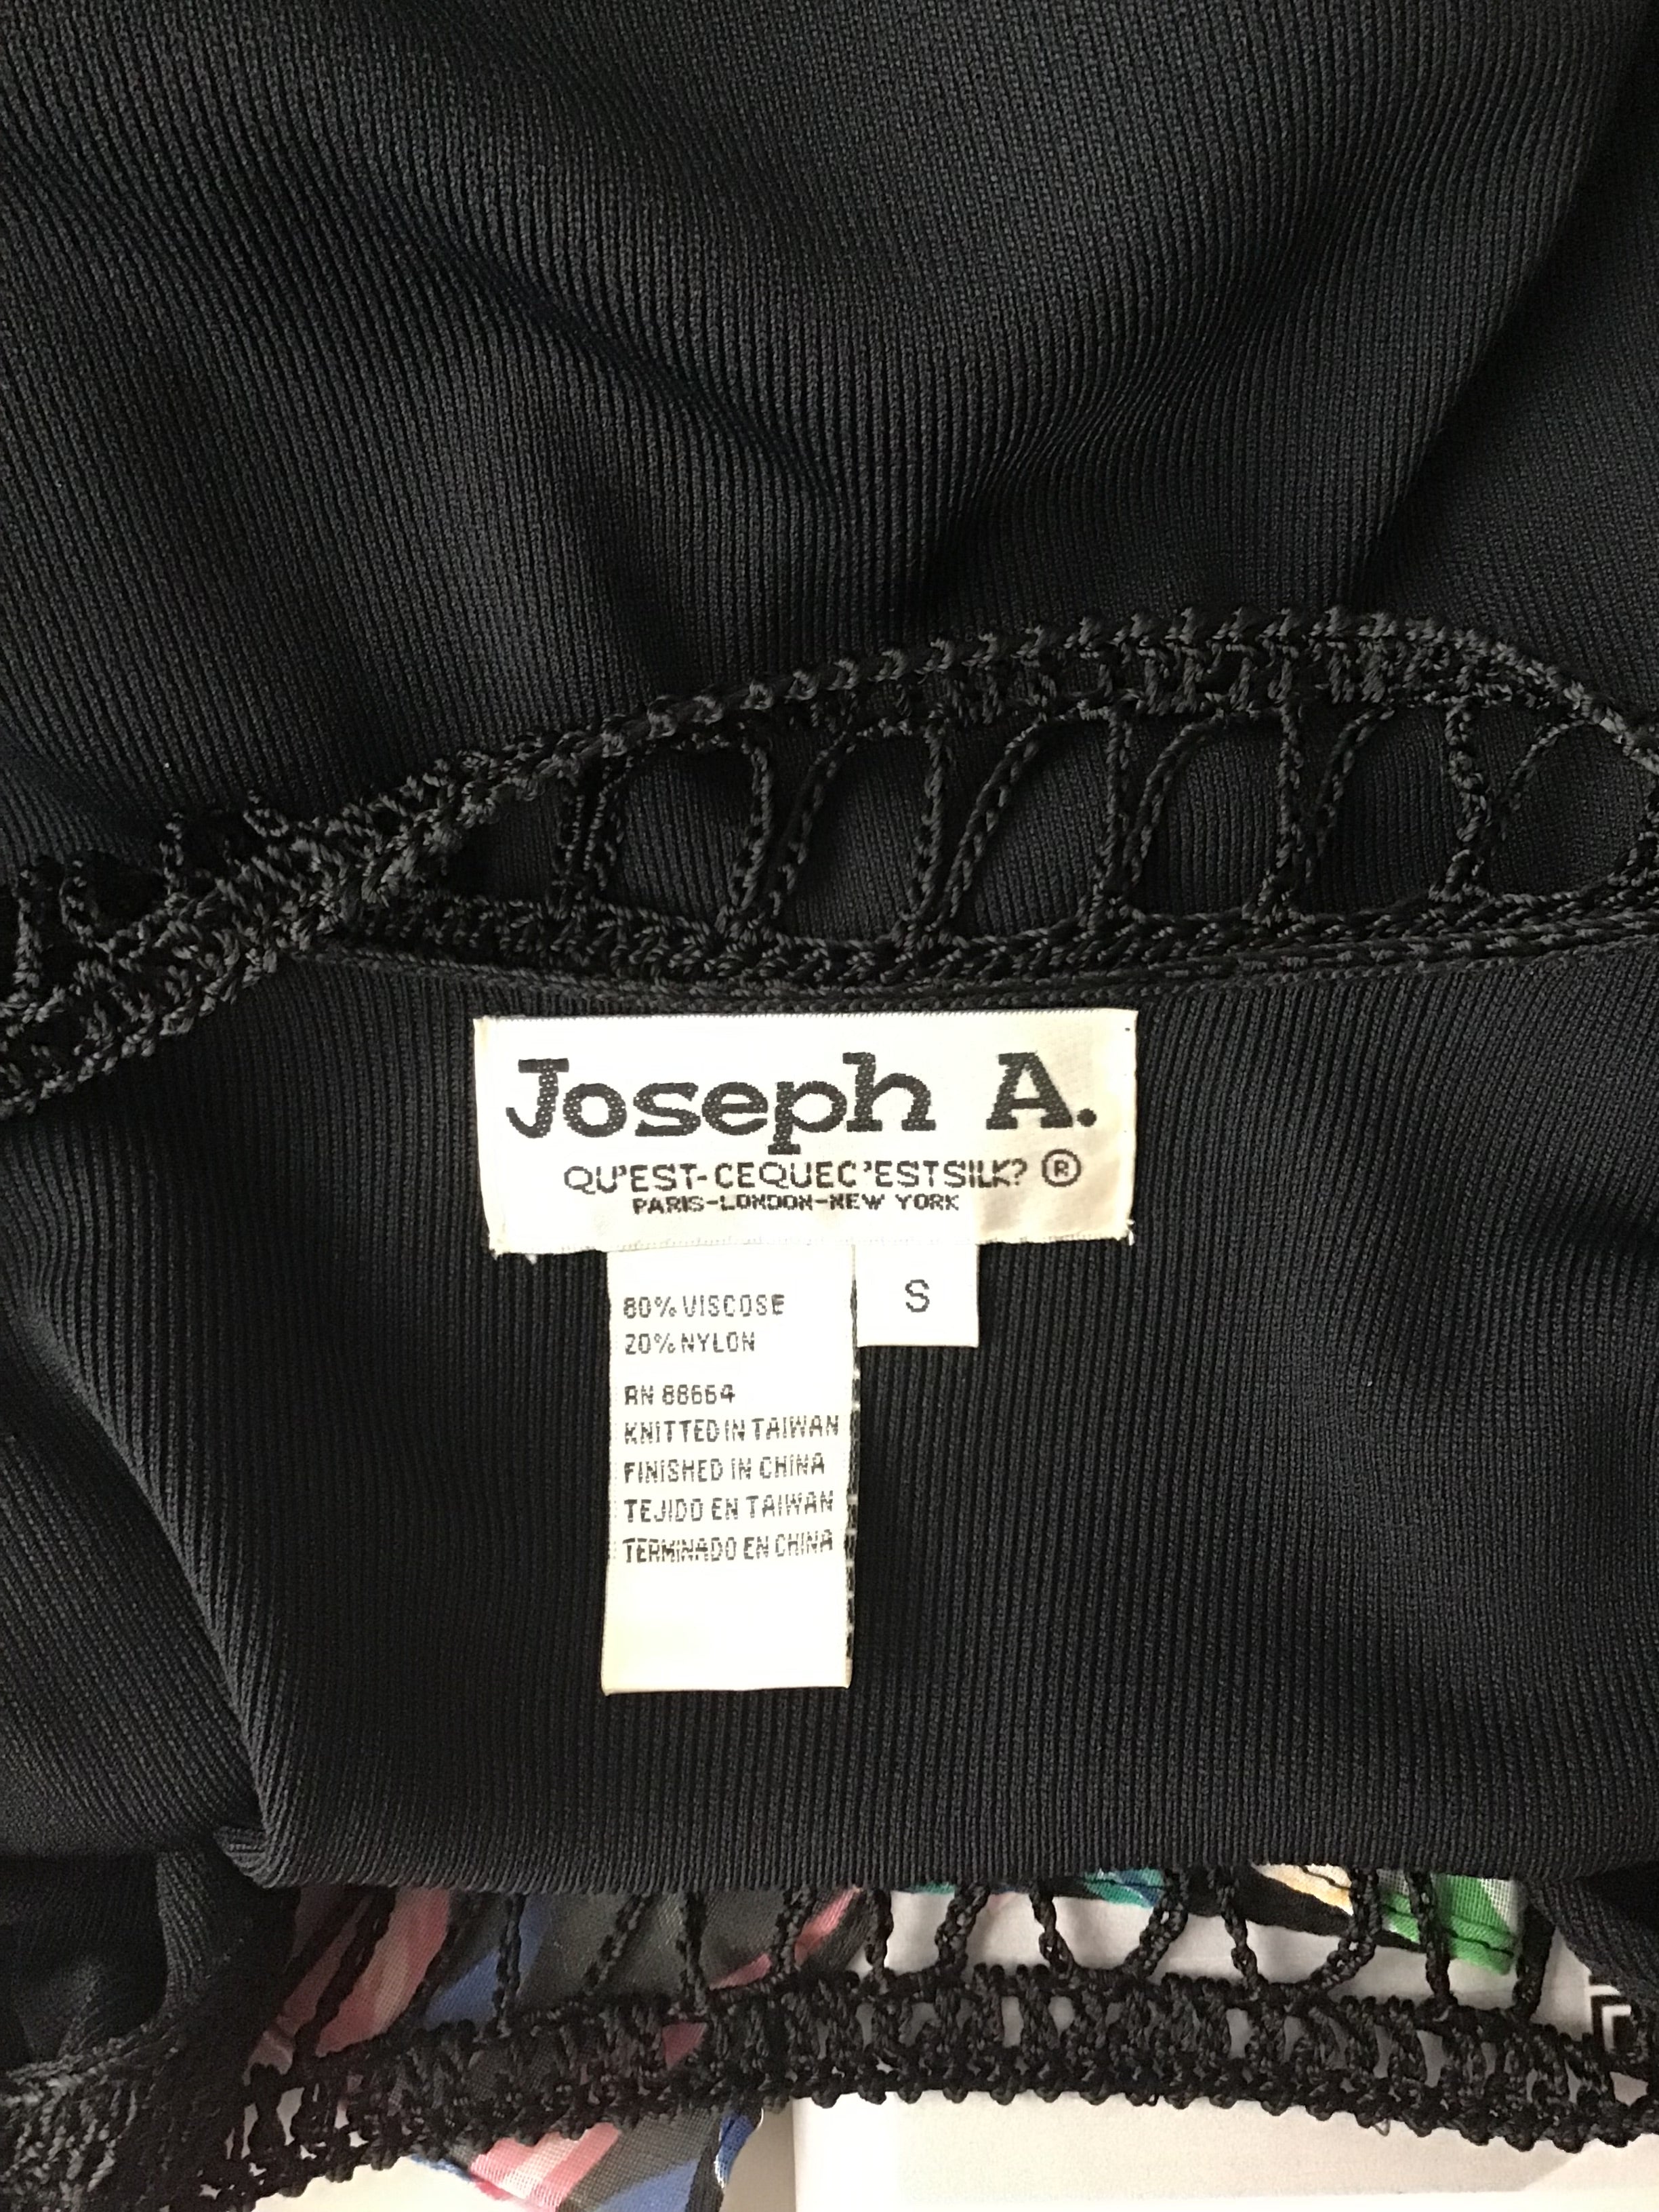 Joseph A.
QU'EST-CEQUEC'ESTSILK? ®
PARIS-LONDON-NEW YORK
S
80% VISCOSE
20% NYLON
RN 88664
KNITTED IN TAIWAN
FINISHED IN CHINA
TEJIDO EN TAIWAN
TERMINADO EN CHINA